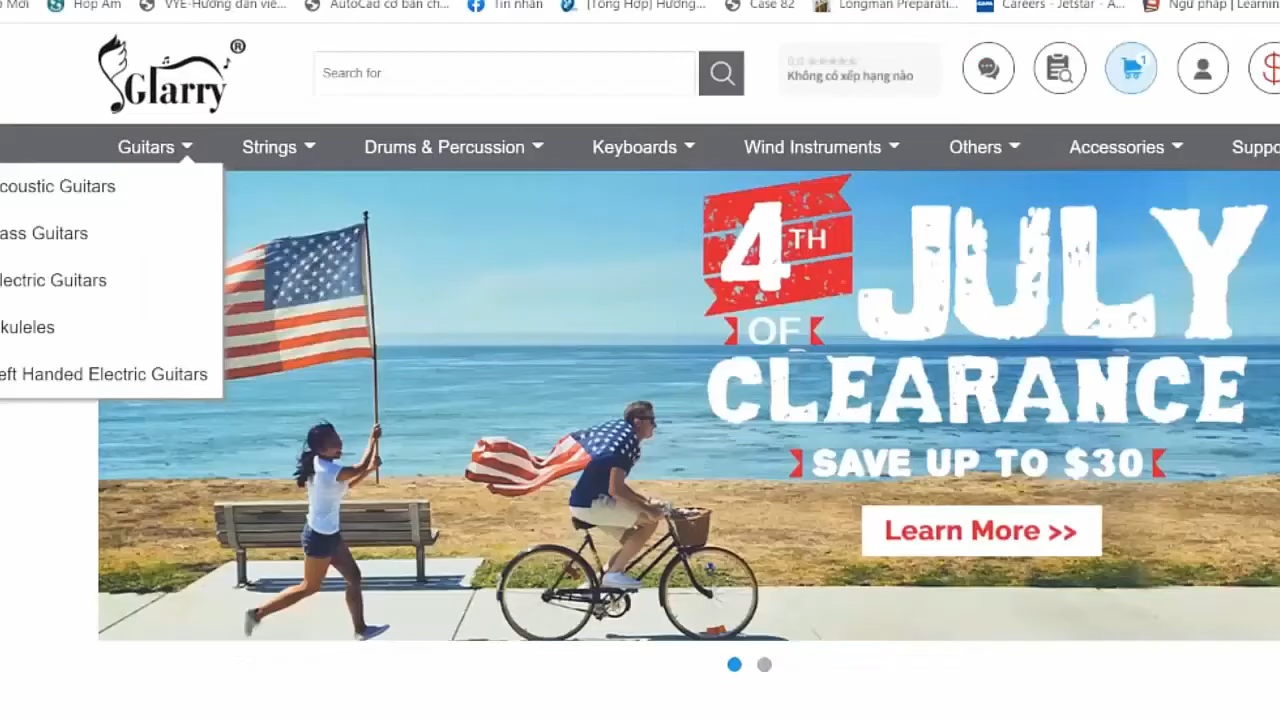 Mới
Hợp Âm
VYE-Hướng dẫn viê...
AutoCad cơ bản ch...
Tin nhắn
[Tổng Hợp] Hướng...
Case 82
Longman Preparati...
Careers - Jetstar - A...
Ngữ pháp | Learnin
Glarry®
Search for
0,0
Không có xếp hạng nào
1
Guitars
Strings
Drums & Percussion
Keyboards
Wind Instruments
Others
Accessories
Suppo
coustic Guitars
ass Guitars
lectric Guitars
kuleles
eft Handed Electric Guitars
4TH
OF
JULY
CLEARANCE
SAVE UP TO $30
Learn More >>